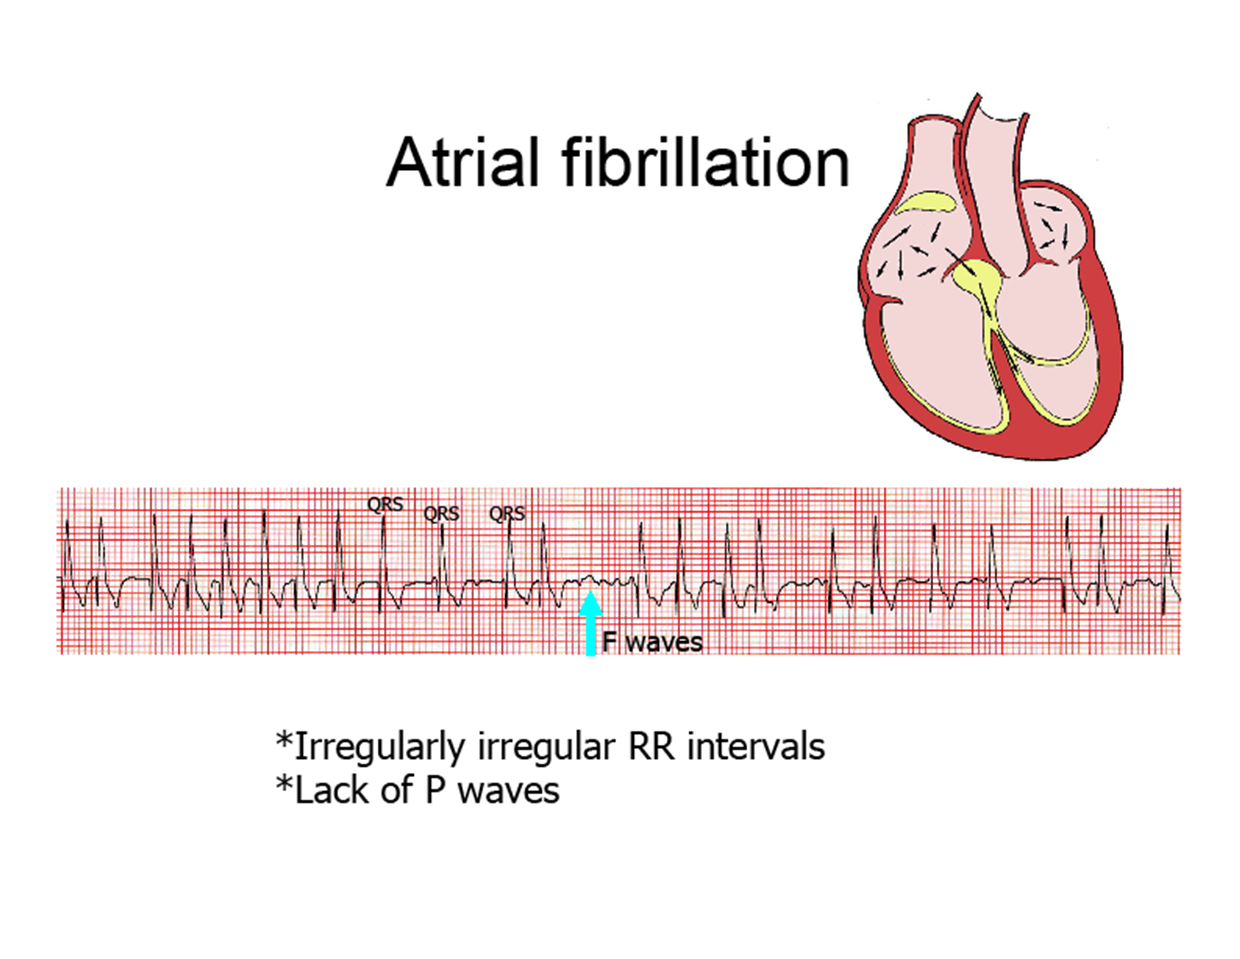 Atrial fibrillation
QRS
QRS
QRS
F waves
*Irregularly irregular RR intervals
*Lack of P waves